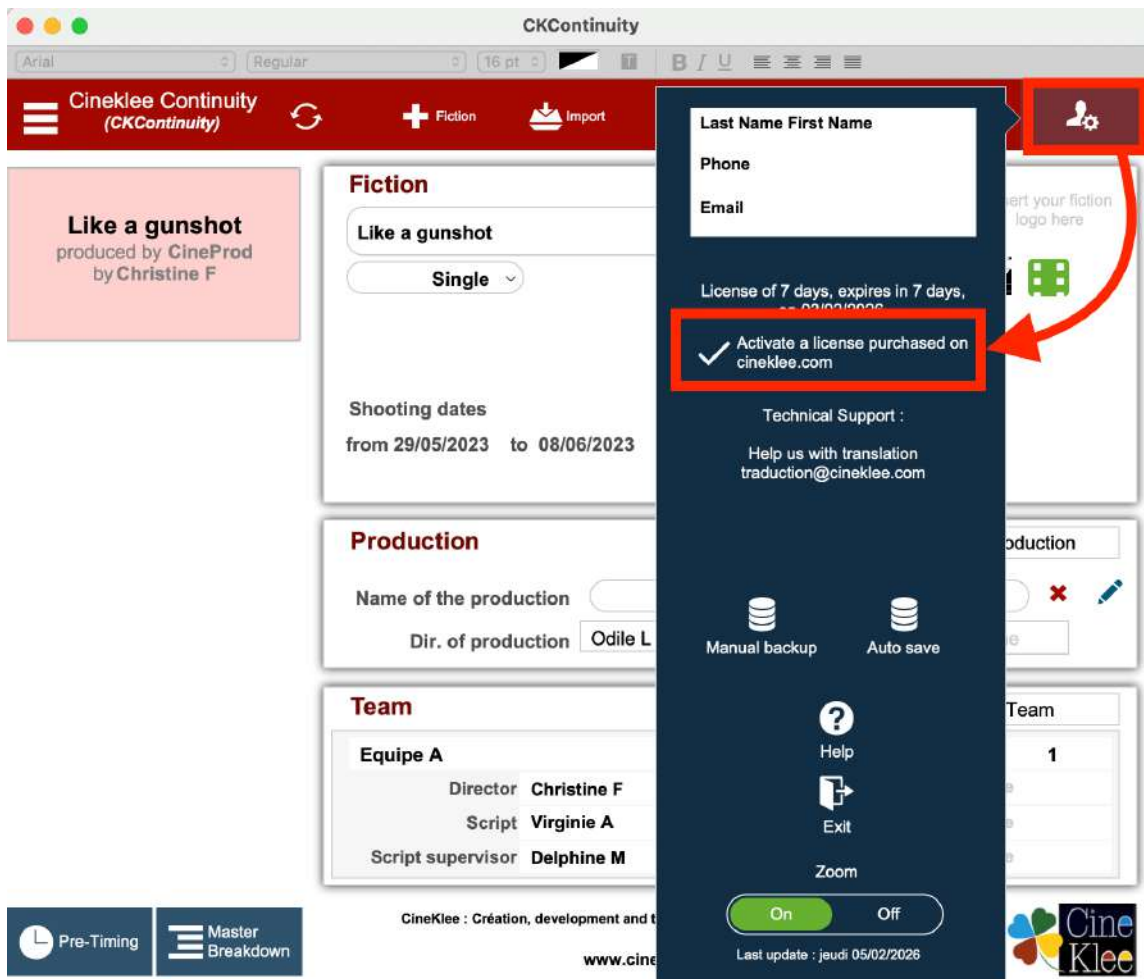 CKContinuity
Arial
Regular
16 pt
B I U
Cineklee Continuity
(CKContinuity)
Fiction
Import
Like a gunshot
produced by CineProd
by Christine F
Fiction
Like a gunshot
Single
Shooting dates
from 29/05/2023 to 08/06/2023
your fiction
logo here
Last Name First Name
Phone
Email
License of 7 days, expires in 7 days,
Activate a license purchased on
cineklee.com
Technical Support :
Help us with translation
traduction@cineklee.com
Manual backup
Auto save
Help
Exit
Zoom
On Off
Last update : jeudi 05/02/2026
Production
Name of the production
Dir. of production Odile L
Team
Team
Equipe A
1
Director Christine F
Script Virginie A
Script supervisor Delphine M
Pre-Timing
Master
Breakdown
CineKlee : Création, development and
www.cine
Cine
Klee